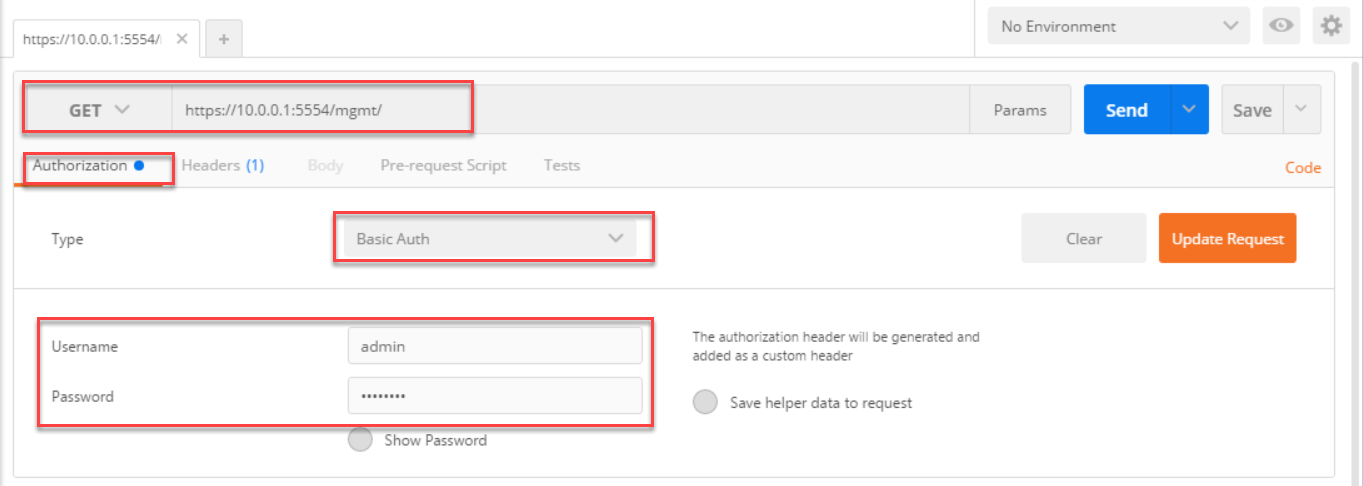 https://10.0.0.1:5554/
No Environment
GET https://10.0.0.1:5554/mgmt/ Params Send Save
Authorization Headers (1) Body Pre-request Script Tests Code
Type Basic Auth Clear Update Request
Username admin
Password ••••••••
Show Password
The authorization header will be generated and
added as a custom header
Save helper data to request